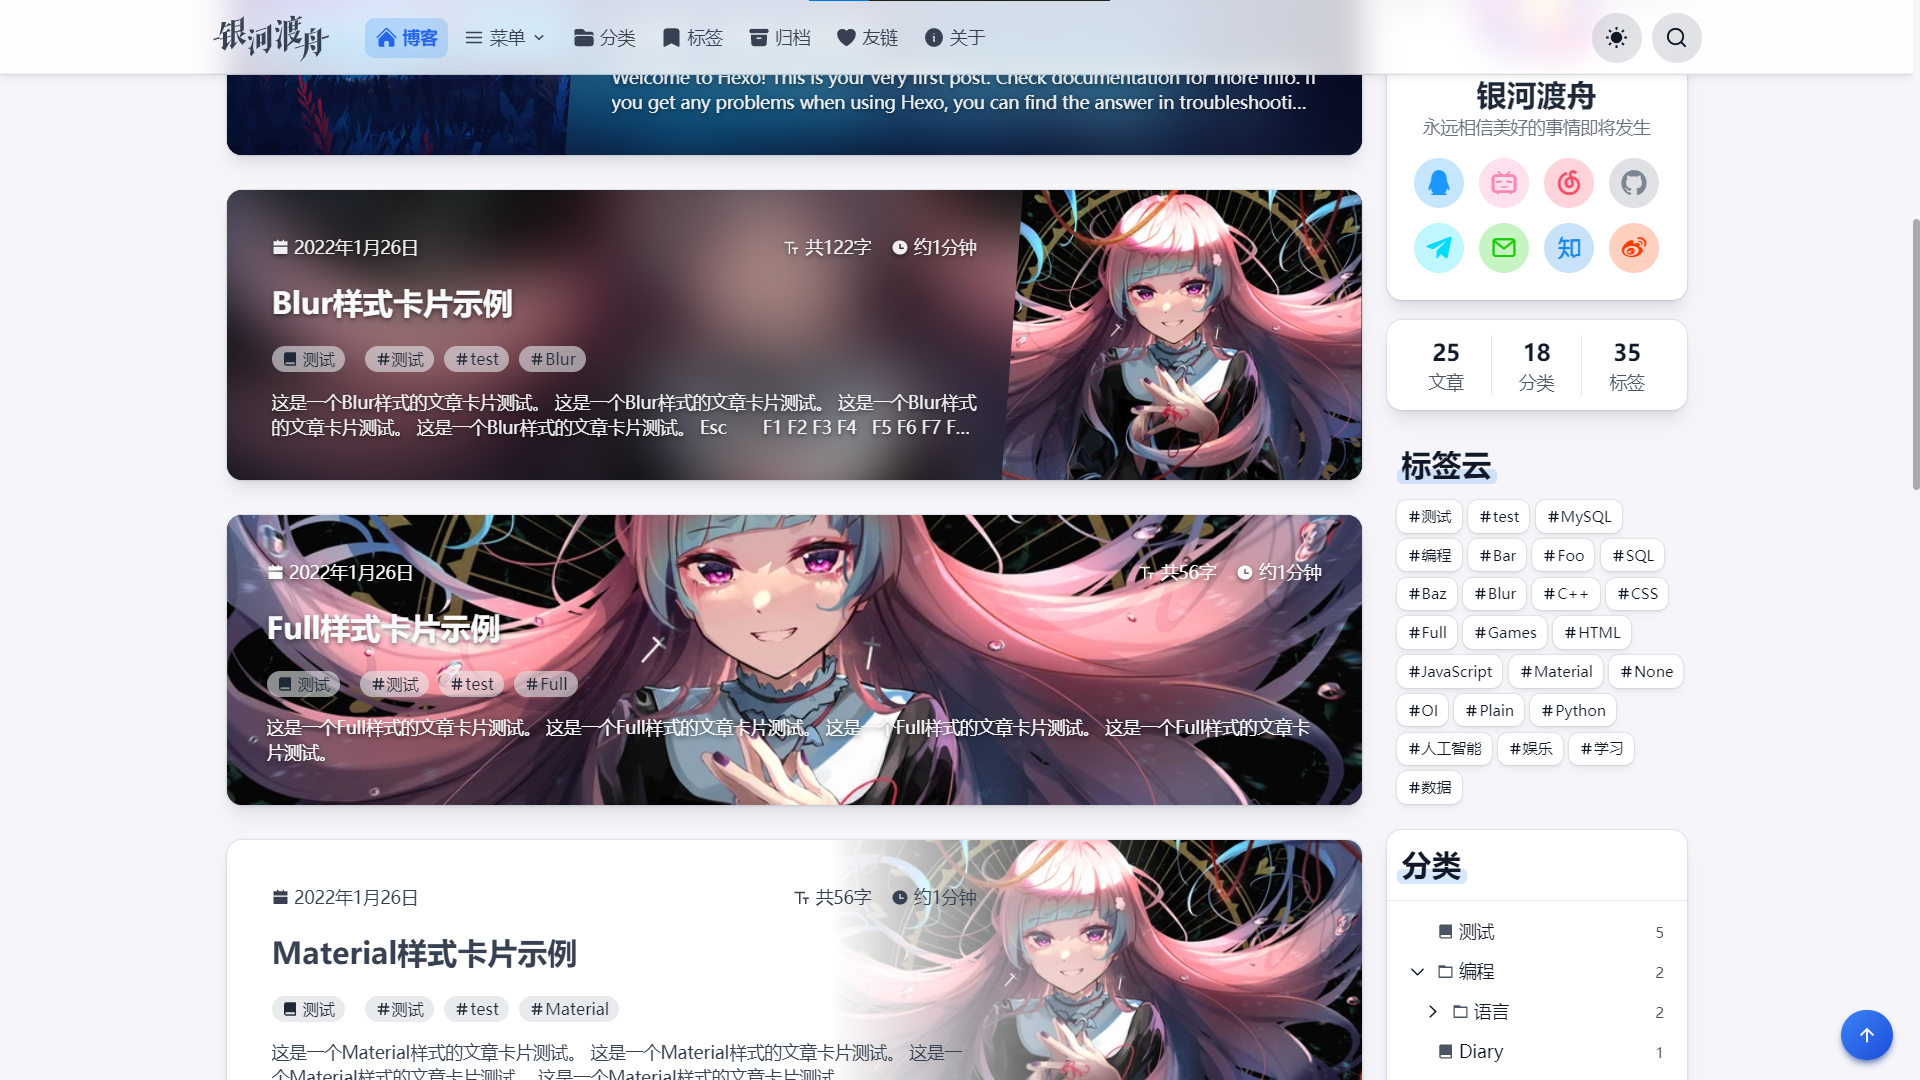 银河渡舟
博客
菜单
分类
标签
归档
友链
关于
Welcome to Hexo! This is your very first post. Check documentation for more info. If
you get any problems when using Hexo, you can find the answer in troubleshooti...
2022年1月26日
共122字
约1分钟
Blur样式卡片示例
测试
#测试
#test
#Blur
这是一个Blur样式的文章卡片测试。 这是一个Blur样式的文章卡片测试。 这是一个Blur样式
的文章卡片测试。 这是一个Blur样式的文章卡片测试。 Esc F1 F2 F3 F4 F5 F6 F7 F...
2022年1月26日
共56字
约1分钟
Full样式卡片示例
测试
#测试
#test
#Full
这是一个Full样式的文章卡片测试。 这是一个Full样式的文章卡片测试。 这是一个Full样式的文章卡片测试。 这是一个Full样式的文章卡
片测试。
2022年1月26日
共56字
约1分钟
Material样式卡片示例
测试
#测试
#test
#Material
这是一个Material样式的文章卡片测试。 这是一个Material样式的文章卡片测试。 这是一
个Material样式的文章卡片测试。 这是一个Material样式的文章卡片测试。
银河渡舟
永远相信美好的事情即将发生
知
25
文章
18
分类
35
标签
标签云
#测试 #test #MySQL
#编程 #Bar #Foo #SQL
#Baz #Blur #C++ #CSS
#Full #Games #HTML
#JavaScript #Material #None
#OI #Plain #Python
#人工智能 #娱乐 #学习
#数据
分类
测试 5
编程 2
语言 2
Diary 1